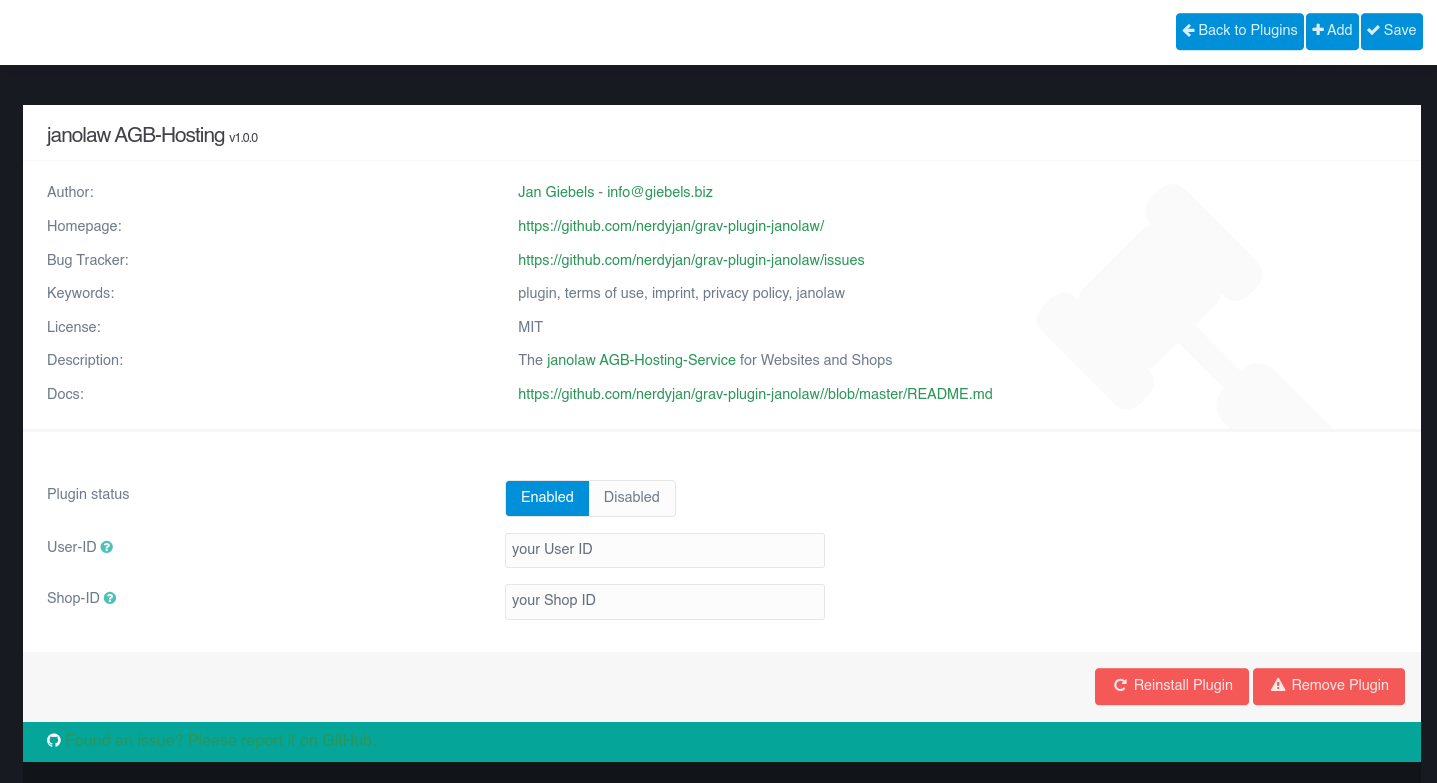 Back to Plugins Add Save
janolaw AGB-Hosting v1.0.0
Author: Jan Giebels - info@giebels.biz
Homepage: https://github.com/nerdyjan/grav-plugin-janolaw/
Bug Tracker: https://github.com/nerdyjan/grav-plugin-janolaw/issues
Keywords: plugin, terms of use, imprint, privacy policy, janolaw
License: MIT
Description: The janolaw AGB-Hosting-Service for Websites and Shops
Docs: https://github.com/nerdyjan/grav-plugin-janolaw//blob/master/README.md
Plugin status Enabled Disabled
User-ID your User ID
Shop-ID your Shop ID
Reinstall Plugin Remove Plugin
Found an issue? Please report it on GitHub.